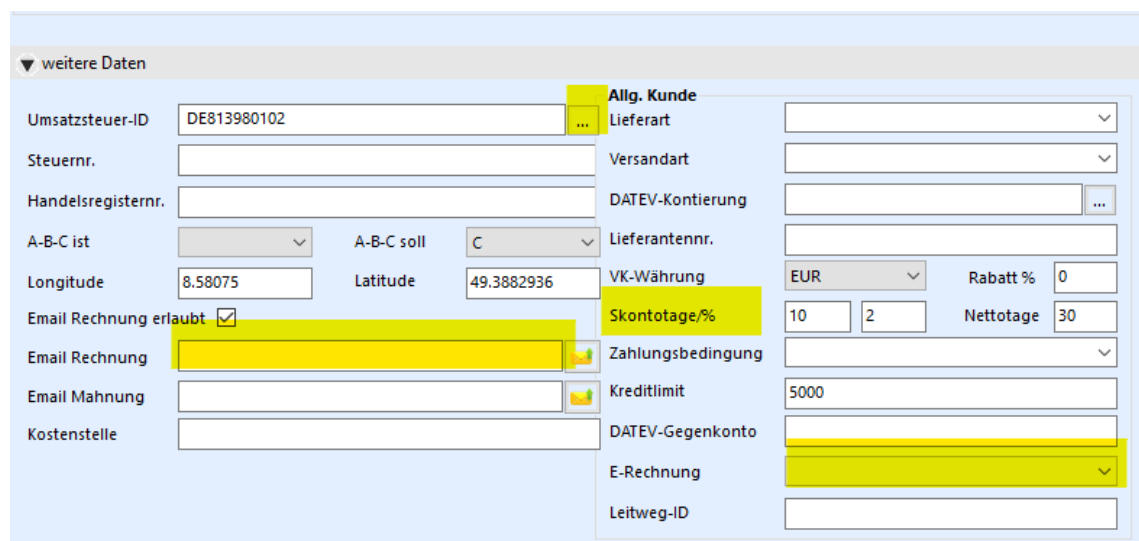 weitere Daten
Umsatzsteuer-ID DE813980102 ...
Steuernr.
Handelsregisternr.
A-B-C ist A-B-C soll C
Longitude 8.58075 Latitude 49.3882936
Email Rechnung erlaubt
Email Rechnung
Email Mahnung
Kostenstelle
Allg. Kunde
Lieferart
Versandart
DATEV-Kontierung ...
Lieferantennr.
VK-Währung EUR Rabatt % 0
Skontotage/% 10 2 Nettotage 30
Zahlungsbedingung
Kreditlimit 5000
DATEV-Gegenkonto
E-Rechnung
Leitweg-ID